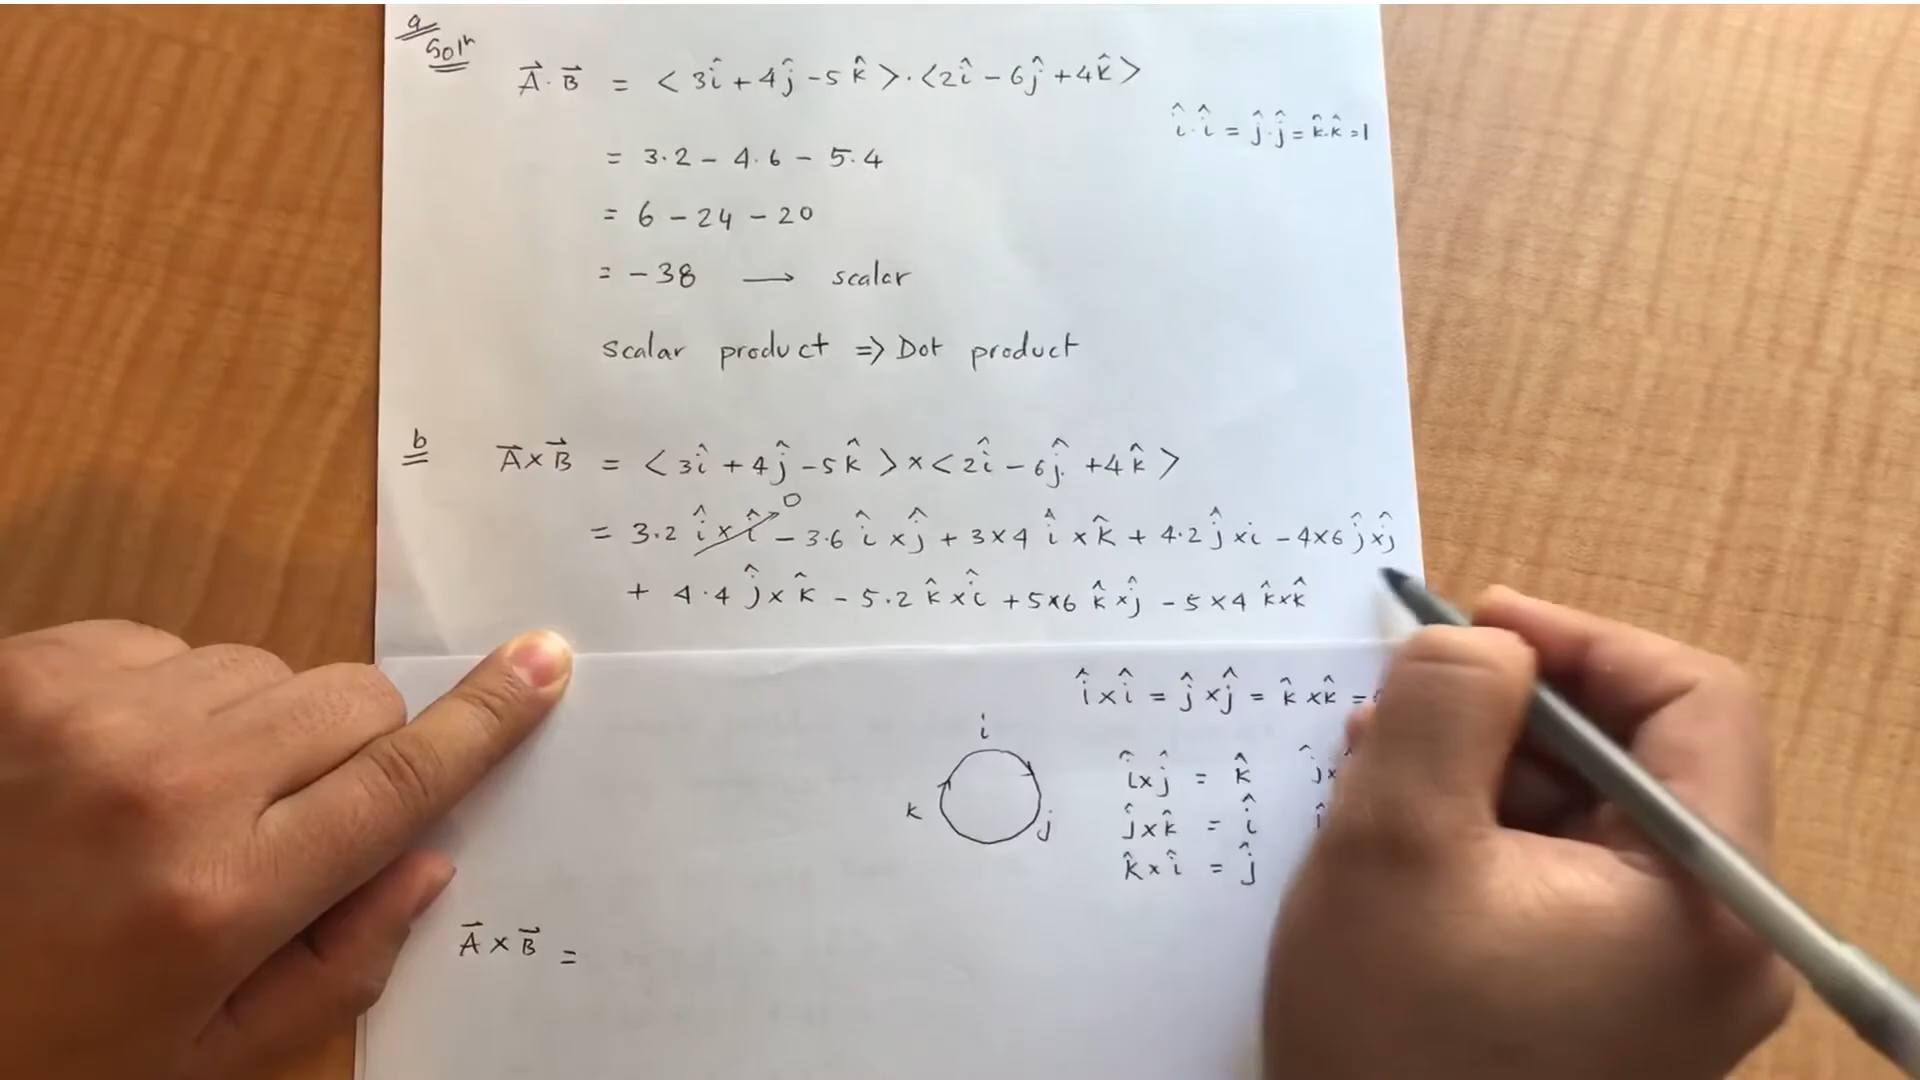 a
Solⁿ
A⃗·B⃗ = <3î+4ĵ-5k̂>·<2î-6ĵ+4k̂>
î·î = ĵ·ĵ = k̂·k̂ = 1
= 3·2 - 4·6 - 5·4
= 6 - 24 - 20
= -38 → scalar
scalar product => Dot product
b
A⃗×B⃗ = <3î+4ĵ-5k̂>×<2î-6ĵ+4k̂>
= 3·2 î×î 0 - 3·6 î×ĵ + 3×4 î×k̂ + 4·2 ĵ×i - 4×6 ĵ×ĵ
+ 4·4 ĵ×k̂ - 5·2 k̂×î + 5×6 k̂×ĵ - 5×4 k̂×k̂
î×î = ĵ×ĵ = k̂×k̂ =
i
k
j
î×ĵ = k̂ ĵ×
ĵ×k̂ = î
k̂×î = ĵ
A⃗×B⃗ =